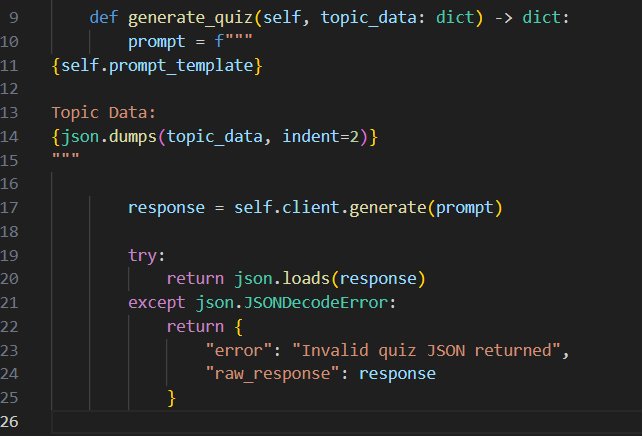 9 def generate_quiz(self, topic_data: dict) -> dict:
10 prompt = f"""
11 {self.prompt_template}
12
13 Topic Data:
14 {json.dumps(topic_data, indent=2)}
15 """
16
17 response = self.client.generate(prompt)
18
19 try:
20 return json.loads(response)
21 except json.JSONDecodeError:
22 return {
23 "error": "Invalid quiz JSON returned",
24 "raw_response": response
25 }
26